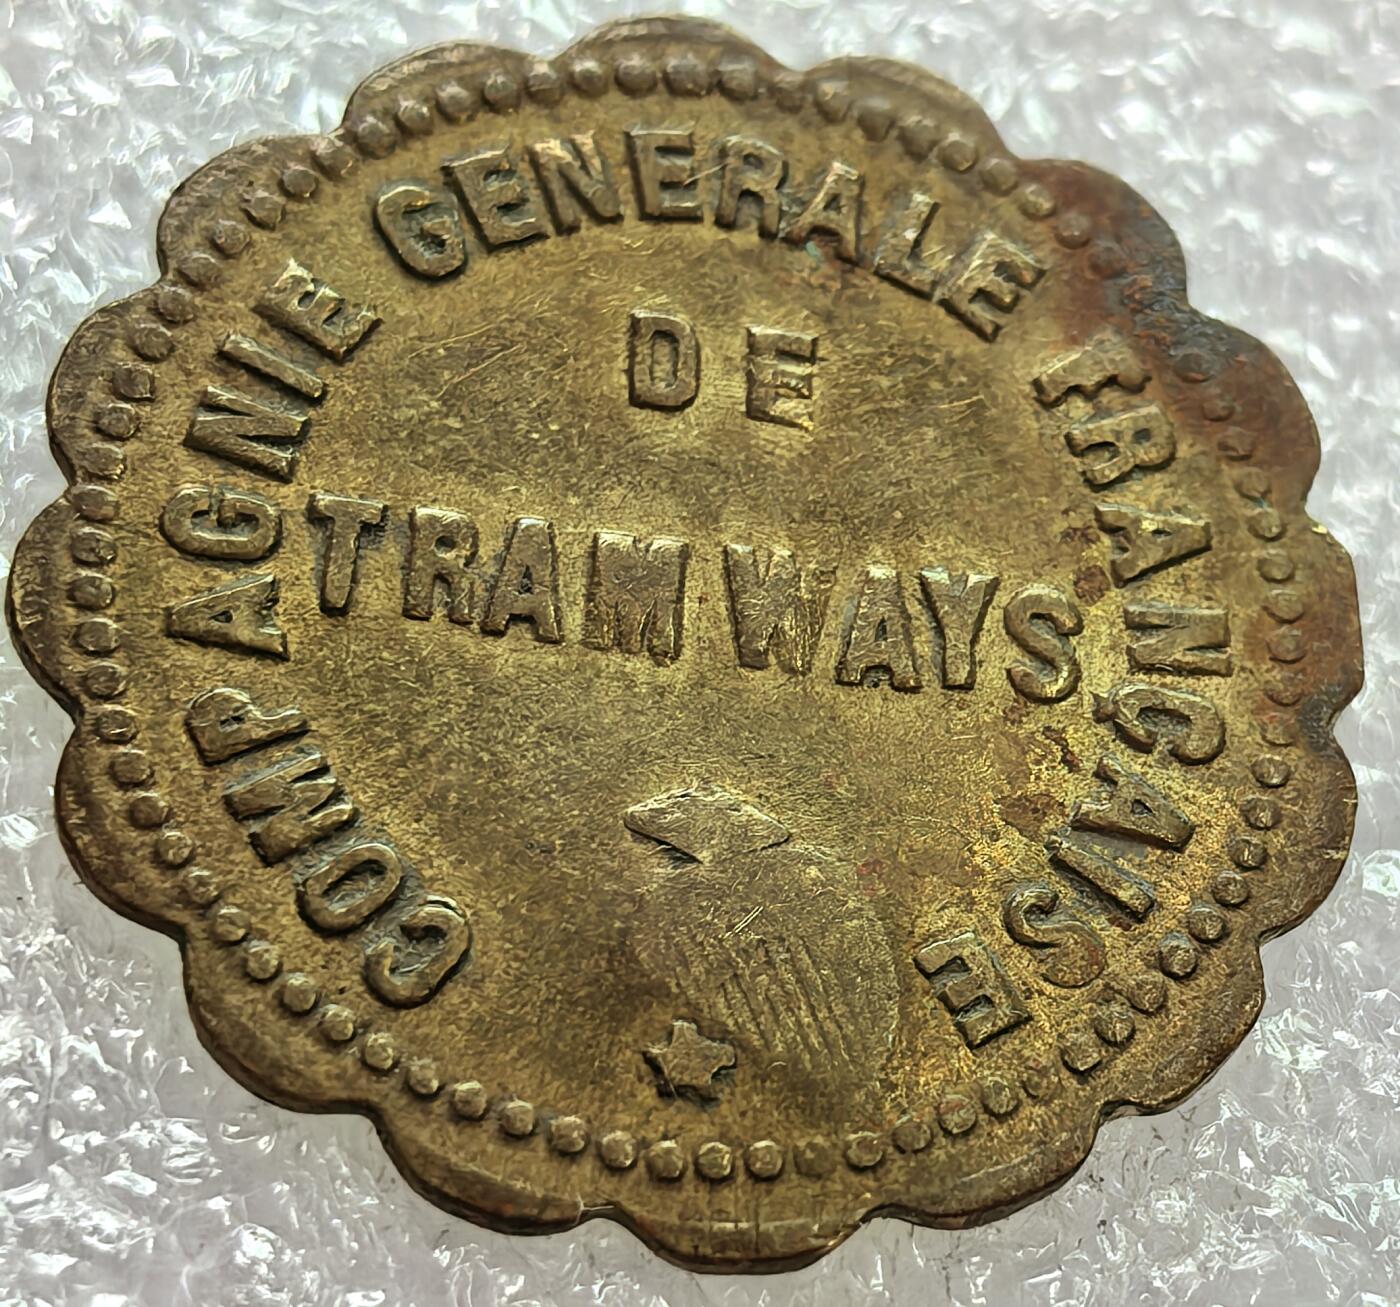 COMPAGNIE GENERALE FRANÇAISE
DE
TRAMWAYS